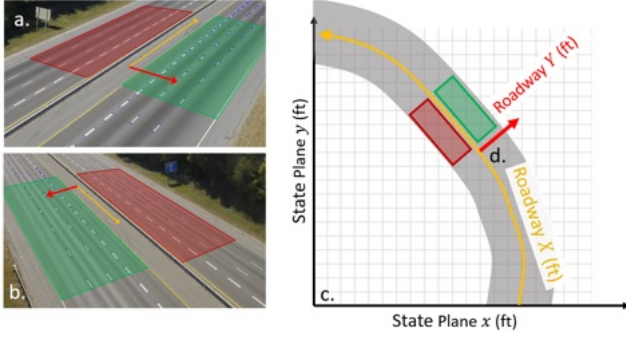 a.
b.
State Plane y (ft)
Roadway Y (ft)
d.
Roadway X (ft)
c.
State Plane x (ft)